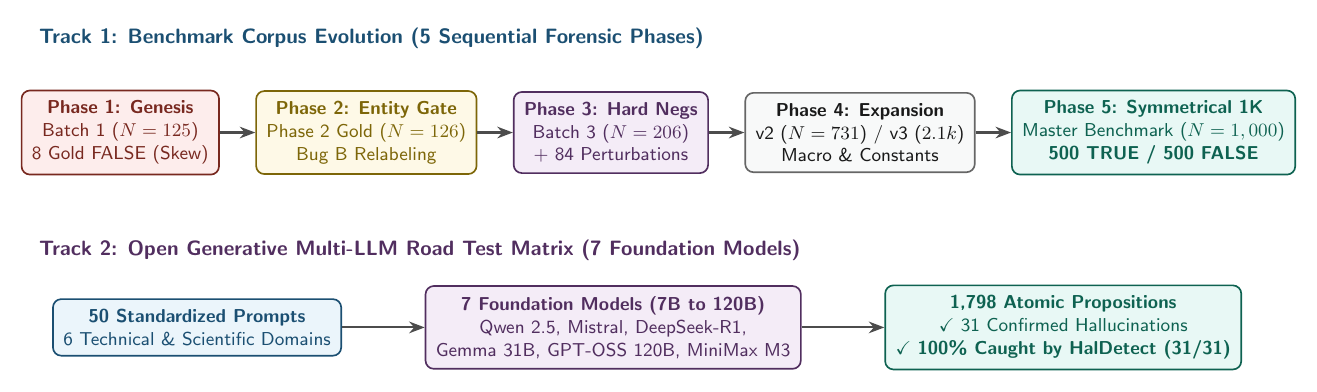 Track 1: Benchmark Corpus Evolution (5 Sequential Forensic Phases)
Phase 1: Genesis
Batch 1 (N = 125)
8 Gold FALSE (Skew)
Phase 2: Entity Gate
Phase 2 Gold (N = 126)
Bug B Relabeling
Phase 3: Hard Negs
Batch 3 (N = 206)
+ 84 Perturbations
Phase 4: Expansion
v2 (N = 731) / v3 (2.1k)
Macro & Constants
Phase 5: Symmetrical 1K
Master Benchmark (N = 1,000)
500 TRUE / 500 FALSE
Track 2: Open Generative Multi-LLM Road Test Matrix (7 Foundation Models)
50 Standardized Prompts
6 Technical & Scientific Domains
7 Foundation Models (7B to 120B)
Qwen 2.5, Mistral, DeepSeek-R1,
Gemma 31B, GPT-OSS 120B, MiniMax M3
1,798 Atomic Propositions
✓ 31 Confirmed Hallucinations
✓ 100% Caught by HalDetect (31/31)